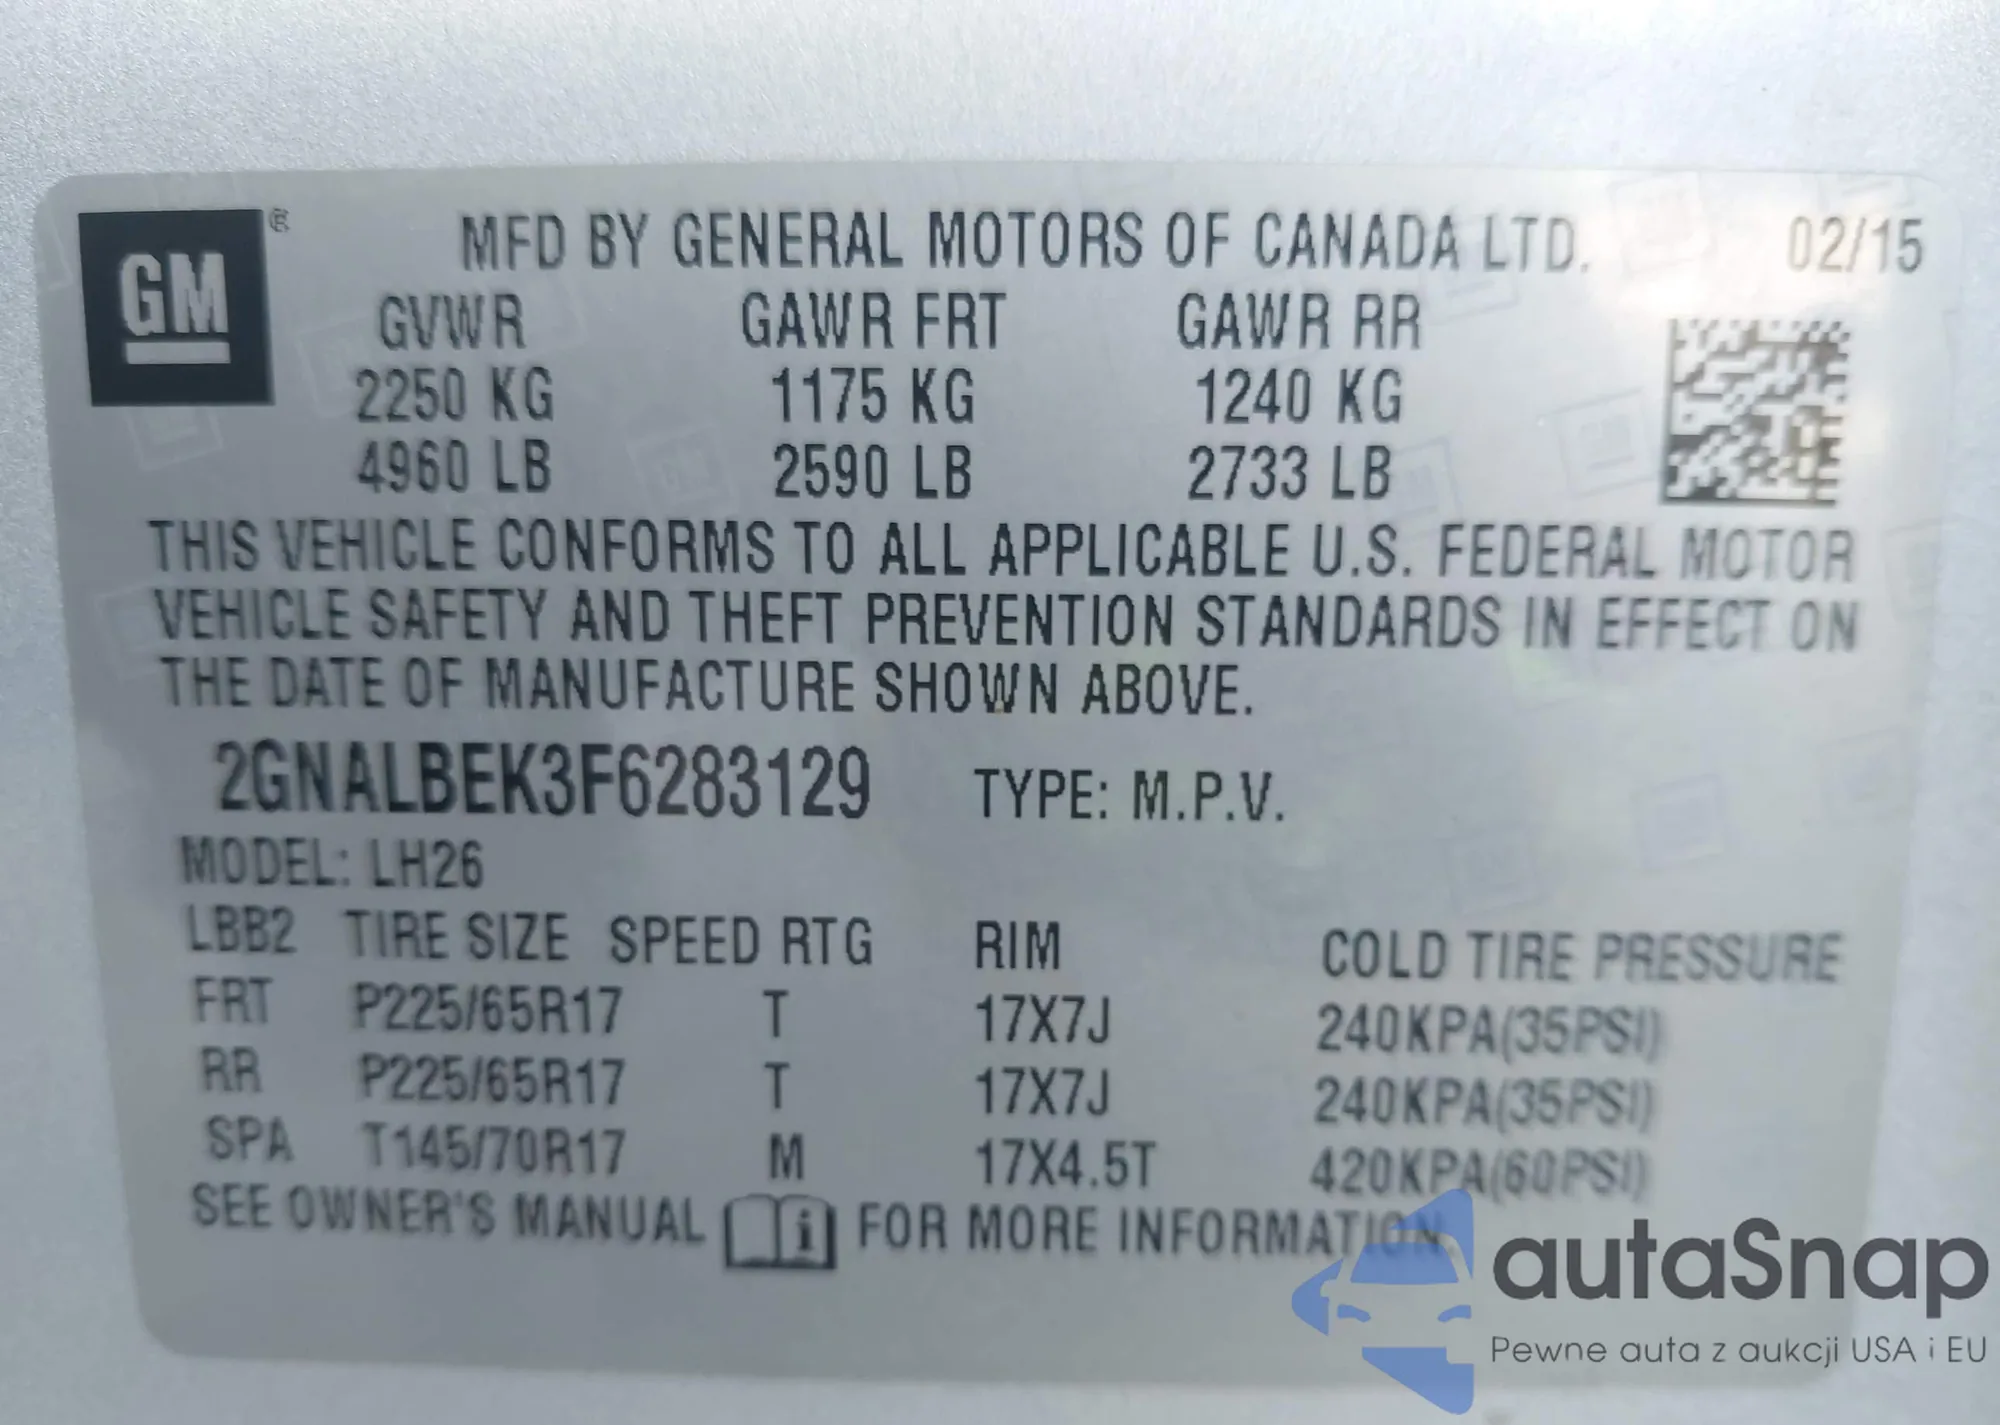 GM ® MFD BY GENERAL MOTORS OF CANADA LTD. 02/15
GVWR GAWR FRT GAWR RR
2250 KG 1175 KG 1240 KG
4960 LB 2590 LB 2733 LB
THIS VEHICLE CONFORMS TO ALL APPLICABLE U.S. FEDERAL MOTOR
VEHICLE SAFETY AND THEFT PREVENTION STANDARDS IN EFFECT ON
THE DATE OF MANUFACTURE SHOWN ABOVE.
2GNALBEK3F6283129 TYPE: M.P.V.
MODEL: LH26
LBB2 TIRE SIZE SPEED RTG RIM COLD TIRE PRESSURE
FRT P225/65R17 T 17X7J 240KPA(35PSI)
RR P225/65R17 T 17X7J 240KPA(35PSI)
SPA T145/70R17 M 17X4.5T 420KPA(60PSI)
SEE OWNER'S MANUAL i FOR MORE INFORMATION.
autaSnap
Pewne auta z aukcji USA i EU